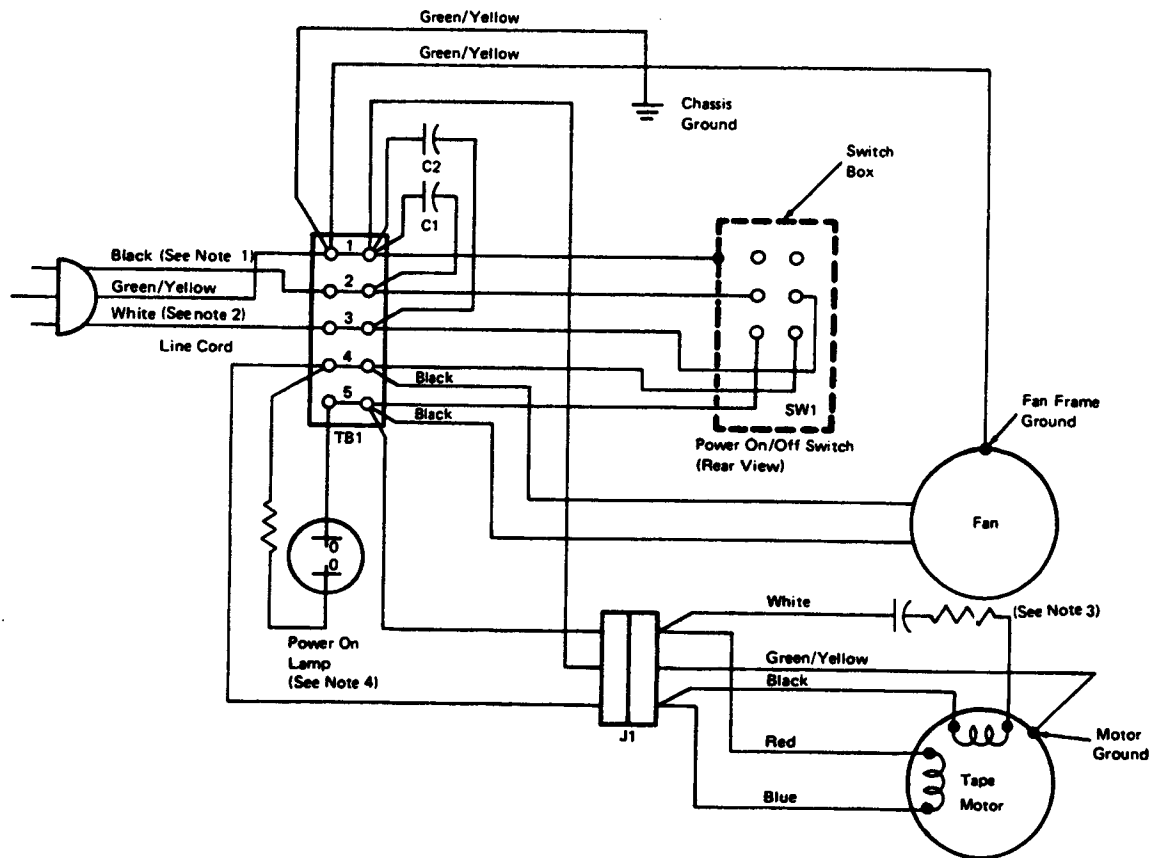 Green/Yellow
Green/Yellow
Chassis
Ground
Switch
Box
C2
C1
1
Black (See Note 1)
2
Green/Yellow
White (See note 2)
3
Line Cord
4
Black
5
Black
TB1
SW1
Power On/Off Switch
(Rear View)
Fan Frame
Ground
Fan
0
0
White
(See Note 3)
Power On
Lamp
(See Note 4)
Green/Yellow
Black
J1
Motor
Ground
Red
Tape
Motor
Blue